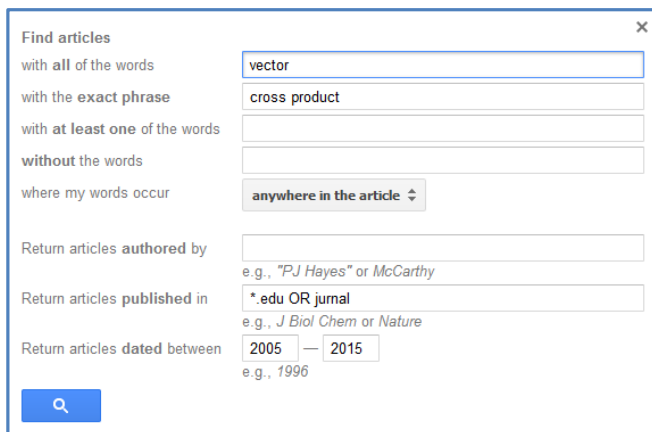 ×
Find articles
with all of the words vector
with the exact phrase cross product
with at least one of the words
without the words
where my words occur anywhere in the article
Return articles authored by
e.g., "PJ Hayes" or McCarthy
Return articles published in *.edu OR jurnal
e.g., J Biol Chem or Nature
Return articles dated between 2005 — 2015
e.g., 1996